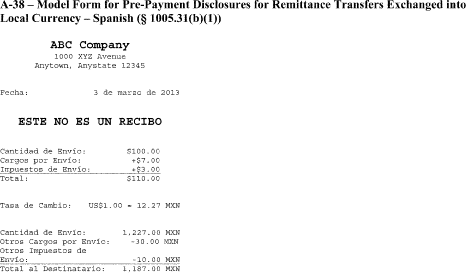 A-38 – Model Form for Pre-Payment Disclosures for Remittance Transfers Exchanged into
Local Currency – Spanish (§ 1005.31(b)(1))
ABC Company
1000 XYZ Avenue
Anytown, Anystate 12345
Fecha: 3 de marzo de 2013
ESTE NO ES UN RECIBO
Cantidad de Envío: $100.00
Cargos por Envío: +$7.00
Impuestos de Envío: +$3.00
Total: $110.00
Tasa de Cambio: US$1.00 = 12.27 MXN
Cantidad de Envío: 1,227.00 MXN
Otros Cargos por Envío: -30.00 MXN
Otros Impuestos de
Envío: -10.00 MXN
Total al Destinatario: 1,187.00 MXN